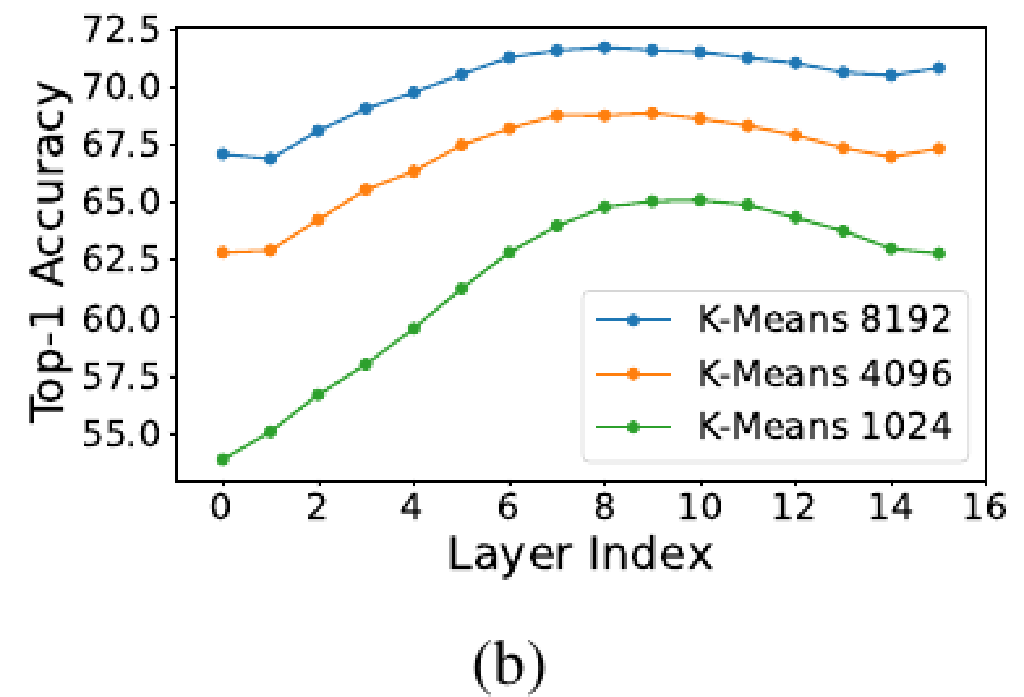 72.5
70.0
67.5
65.0
62.5
60.0
57.5
55.0
Top-1 Accuracy
K-Means 8192
K-Means 4096
K-Means 1024
0 2 4 6 8 10 12 14 16
Layer Index
(b)